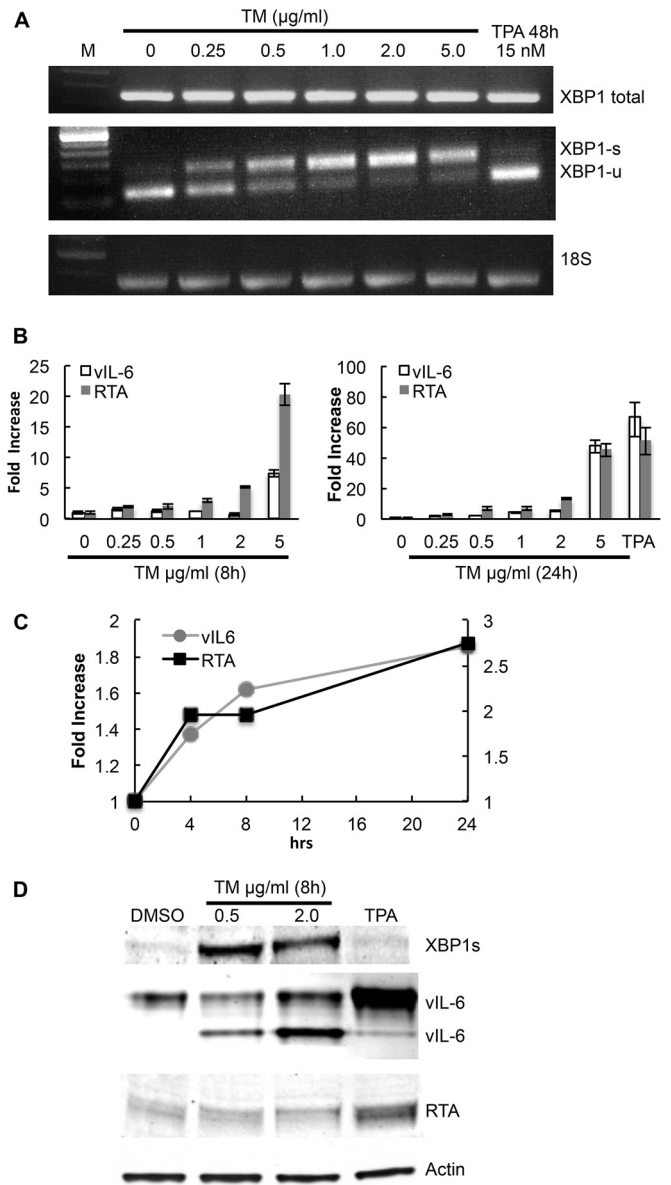 A
TM (µg/ml)
TPA 48h
M 0 0.25 0.5 1.0 2.0 5.0 15 nM
XBP1 total
XBP1-s
XBP1-u
18S
B
vIL-6
RTA
Fold Increase
25
20
15
10
5
0
0 0.25 0.5 1 2 5
TM µg/ml (8h)
vIL-6
RTA
Fold Increase
100
80
60
40
20
0
0 0.25 0.5 1 2 5 TPA
TM µg/ml (24h)
C
vIL6
RTA
Fold Increase
2
1.8
1.6
1.4
1.2
1
3
2.5
2
1.5
1
0 4 8 12 16 20 24
hrs
D
TM µg/ml (8h)
DMSO 0.5 2.0 TPA
XBP1s
vIL-6
vIL-6
RTA
Actin